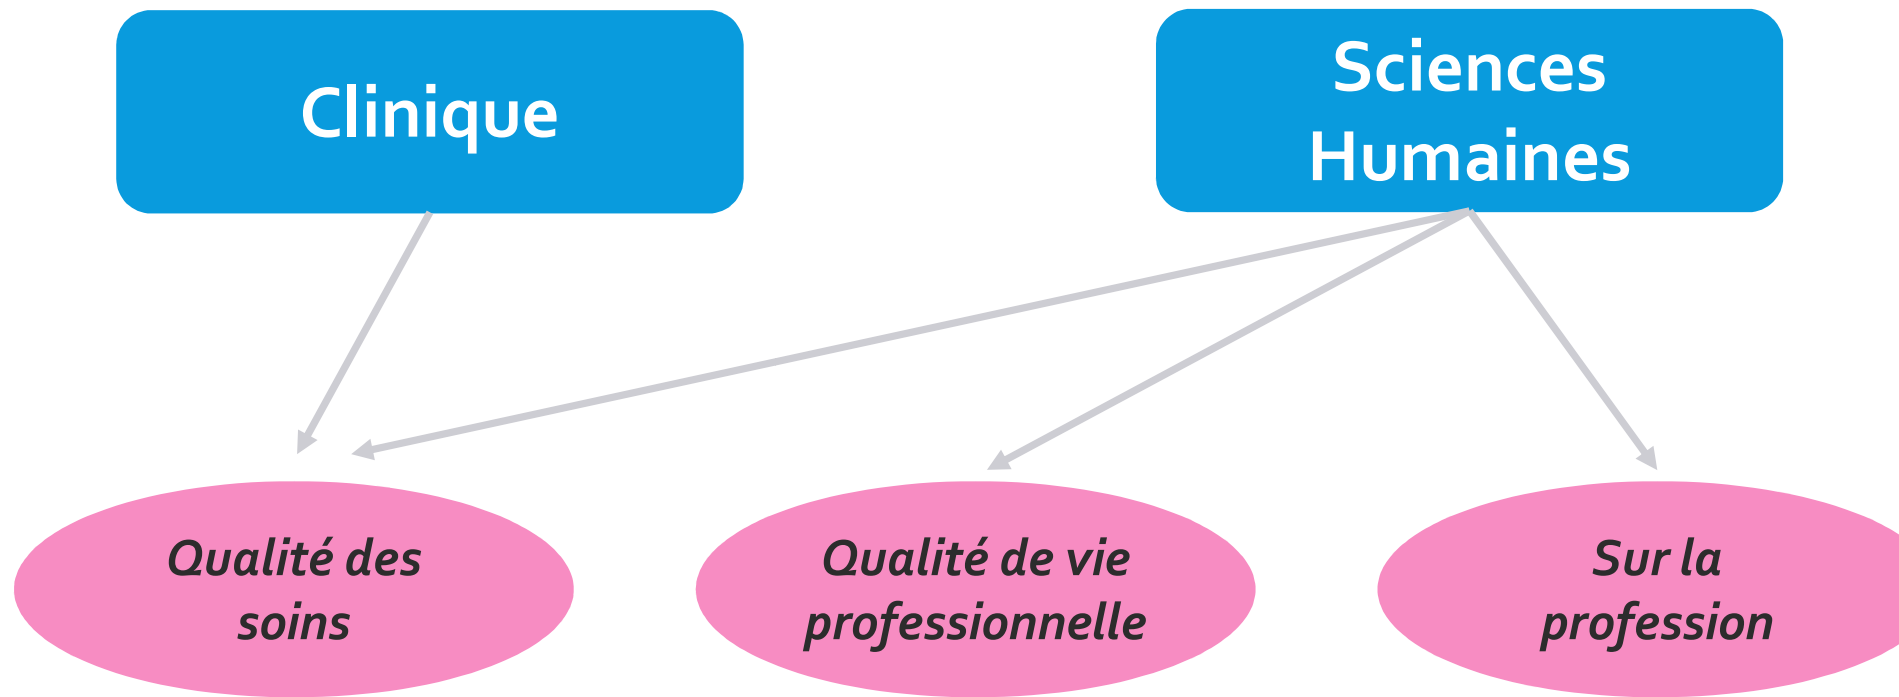 Clinique
Sciences
Humaines
Qualité des
soins
Qualité de vie
professionnelle
Sur la
profession